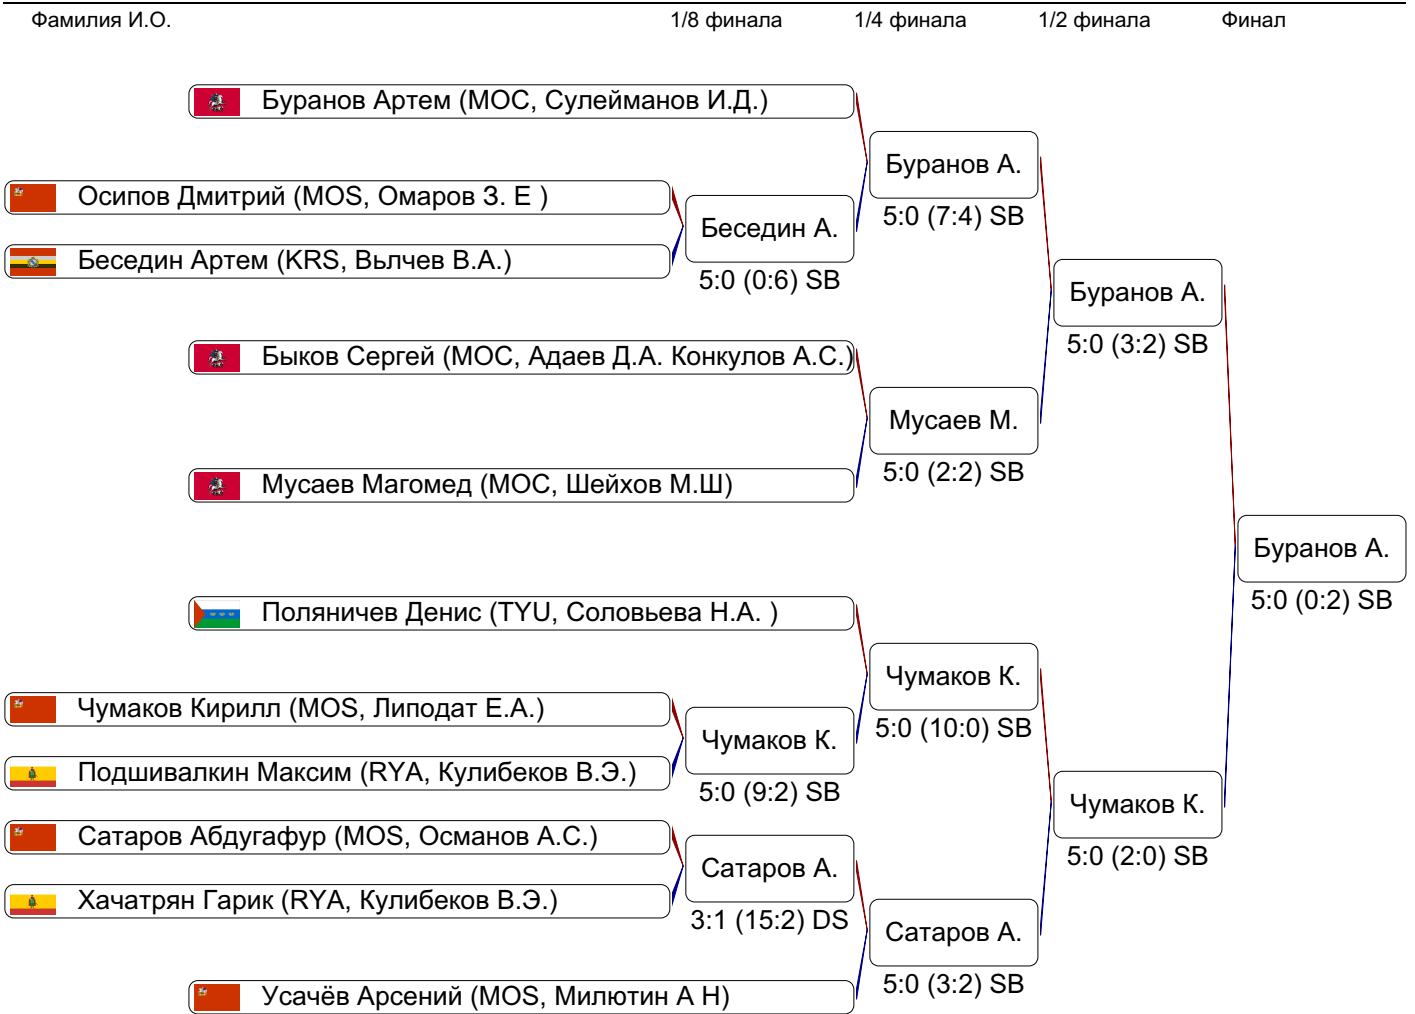 Фамилия И.О. 1/8 финала 1/4 финала 1/2 финала Финал
Буранов Артем (МОС, Сулейманов И.Д.)
Буранов А.
5:0 (7:4) SB
Осипов Дмитрий (MOS, Омаров З. Е )
Беседин А.
5:0 (0:6) SB
Беседин Артем (KRS, Вьлчев В.А.)
Буранов А.
5:0 (3:2) SB
Быков Сергей (МОС, Адаев Д.А. Конкулов А.С.)
Мусаев М.
5:0 (2:2) SB
Мусаев Магомед (МОС, Шейхов М.Ш)
Буранов А.
5:0 (0:2) SB
Поляничев Денис (TYU, Соловьева Н.А. )
Чумаков К.
5:0 (10:0) SB
Чумаков Кирилл (MOS, Липодат Е.А.)
Чумаков К.
5:0 (9:2) SB
Подшивалкин Максим (RYA, Кулибеков В.Э.)
Чумаков К.
5:0 (2:0) SB
Сатаров Абдугафур (MOS, Османов А.С.)
Сатаров А.
3:1 (15:2) DS
Хачатрян Гарик (RYA, Кулибеков В.Э.)
Сатаров А.
5:0 (3:2) SB
Усачёв Арсений (MOS, Милютин А Н)